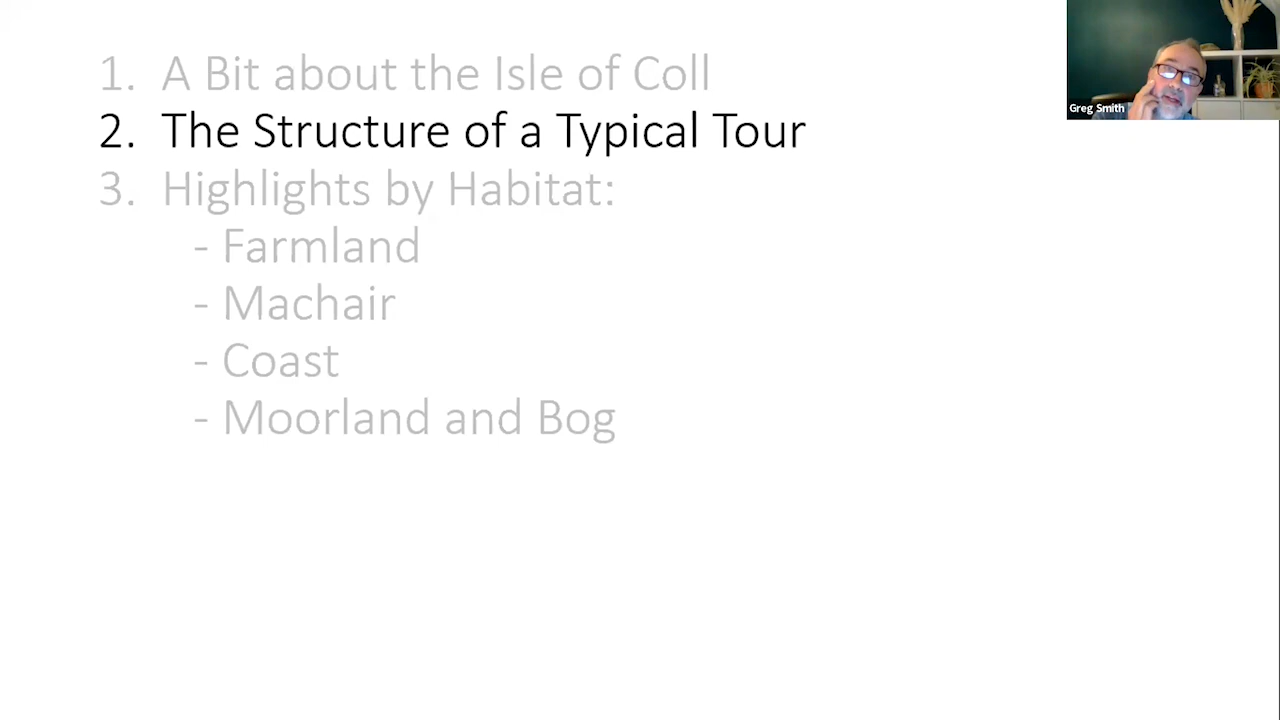 1. A Bit about the Isle of Coll
2. The Structure of a Typical Tour
3. Highlights by Habitat:
- Farmland
- Machair
- Coast
- Moorland and Bog
Greg Smith